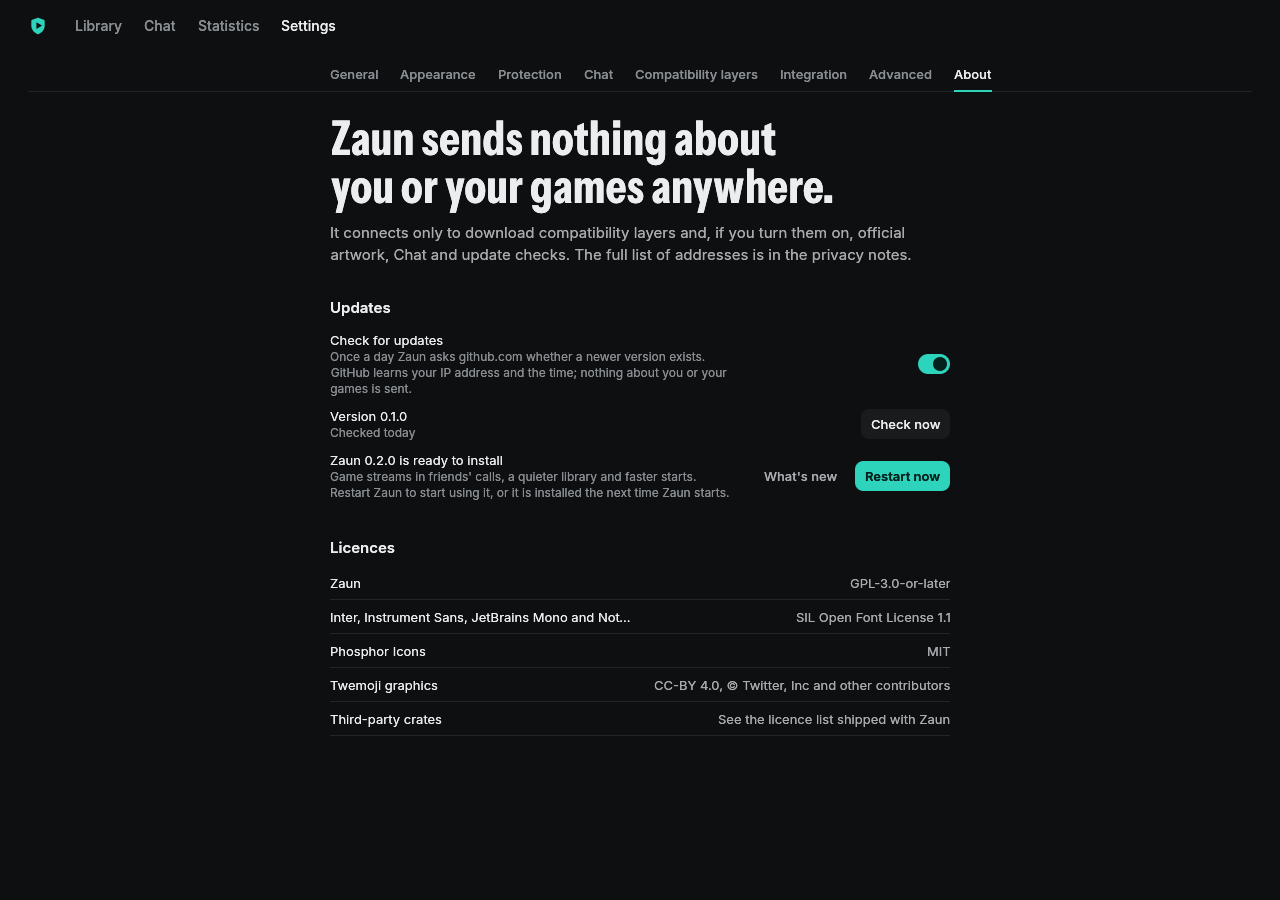 Library Chat Statistics Settings
General Appearance Protection Chat Compatibility layers Integration Advanced About
Zaun sends nothing about
you or your games anywhere.
It connects only to download compatibility layers and, if you turn them on, official
artwork, Chat and update checks. The full list of addresses is in the privacy notes.
Updates
Check for updates
Once a day Zaun asks github.com whether a newer version exists.
GitHub learns your IP address and the time; nothing about you or your
games is sent.
Version 0.1.0
Checked today
Check now
Zaun 0.2.0 is ready to install
Game streams in friends' calls, a quieter library and faster starts.
Restart Zaun to start using it, or it is installed the next time Zaun starts.
What's new
Restart now
Licences
Zaun GPL-3.0-or-later
Inter, Instrument Sans, JetBrains Mono and Not... SIL Open Font License 1.1
Phosphor Icons MIT
Twemoji graphics CC-BY 4.0, © Twitter, Inc and other contributors
Third-party crates See the licence list shipped with Zaun